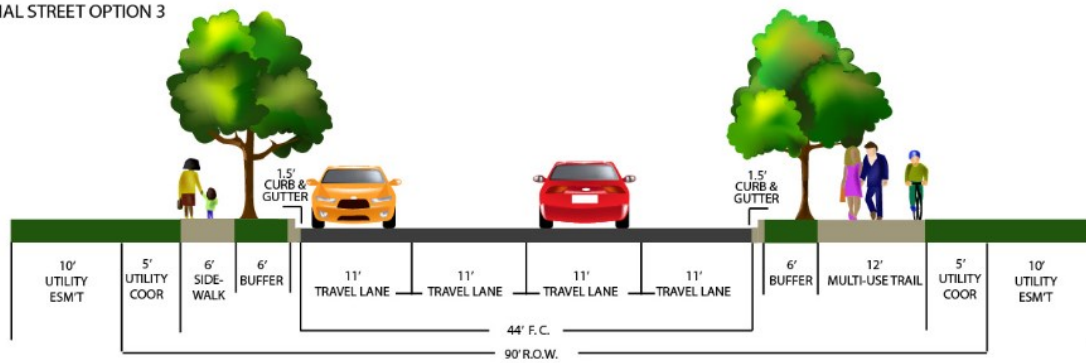 STREET OPTION 3
1.5'
CURB &
GUTTER
1.5'
CURB &
GUTTER
10'
UTILITY
ESM'T
5'
UTILITY
COOR
6'
SIDE-
WALK
6'
BUFFER
11'
TRAVEL LANE
11'
TRAVEL LANE
11'
TRAVEL LANE
11'
TRAVEL LANE
6'
BUFFER
12'
MULTI-USE TRAIL
5'
UTILITY
COOR
10'
UTILITY
ESM'T
44' F.C.
90' R.O.W.